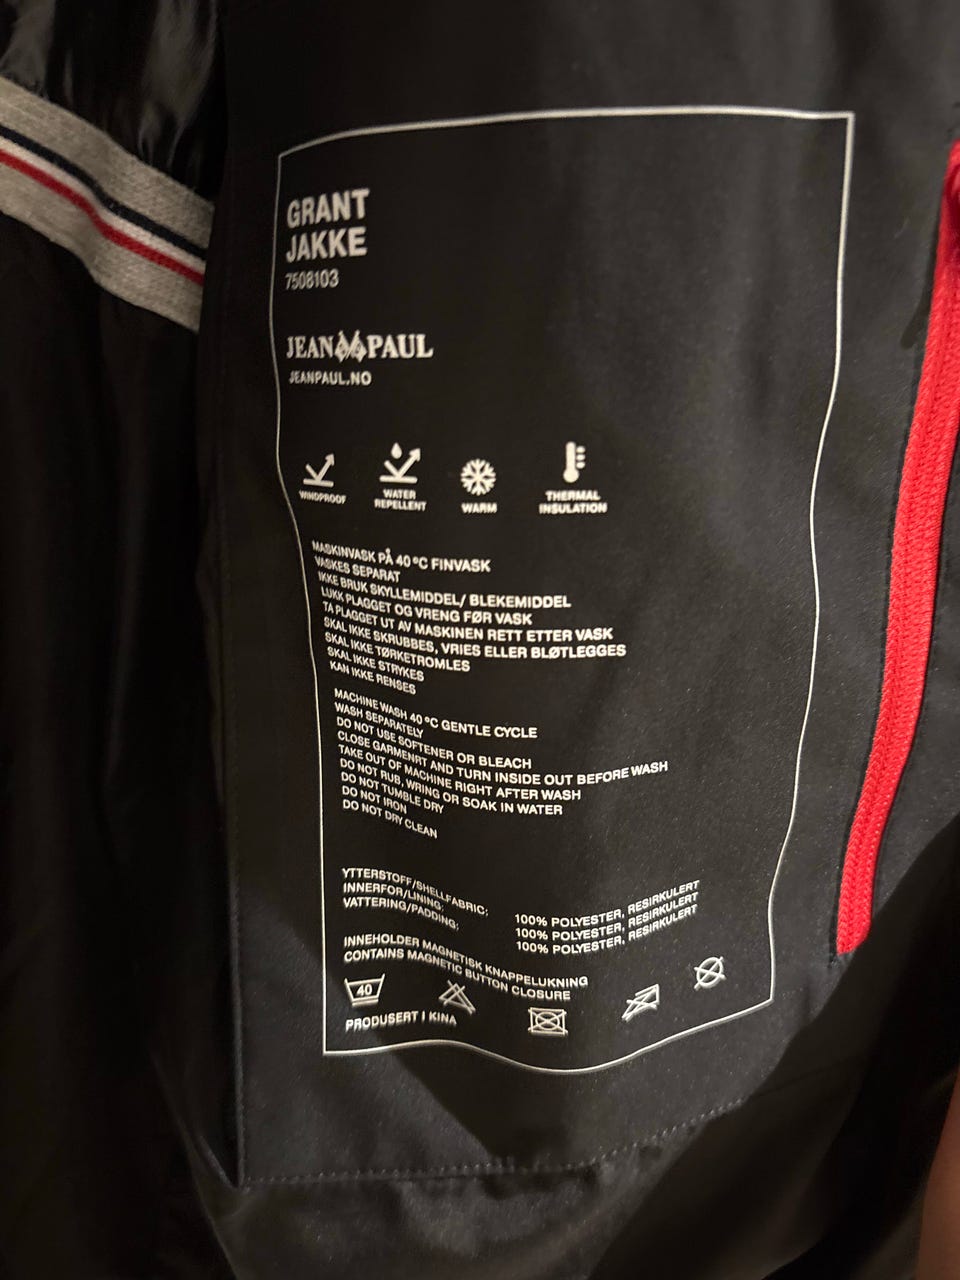 GRANT
JAKKE
7508103
JEAN PAUL
JEANPAUL.NO
WINDPROOF
WATER
REPELLENT
WARM
THERMAL
INSULATION
MASKINVASK PÅ 40 ºC FINVASK
VASKES SEPARAT
IKKE BRUK SKYLLEMIDDEL/ BLEKEMIDDEL
LUKK PLAGGET OG VRENG FØR VASK
TA PLAGGET UT AV MASKINEN RETT ETTER VASK
SKAL IKKE SKRUBBES, VRIES ELLER BLØTLEGGES
SKAL IKKE TØRKETROMLES
SKAL IKKE STRYKES
KAN IKKE RENSES
MACHINE WASH 40 ºC GENTLE CYCLE
WASH SEPARATELY
DO NOT USE SOFTENER OR BLEACH
CLOSE GARMENRT AND TURN INSIDE OUT BEFORE WASH
TAKE OUT OF MACHINE RIGHT AFTER WASH
DO NOT RUB, WRING OR SOAK IN WATER
DO NOT TUMBLE DRY
DO NOT IRON
DO NOT DRY CLEAN
YTTERSTOFF/SHELLFABRIC: 100% POLYESTER, RESIRKULERT
INNERFOR/LINING: 100% POLYESTER, RESIRKULERT
VATTERING/PADDING: 100% POLYESTER, RESIRKULERT
INNEHOLDER MAGNETISK KNAPPELUKNING
CONTAINS MAGNETIC BUTTON CLOSURE
40
PRODUSERT I KINA